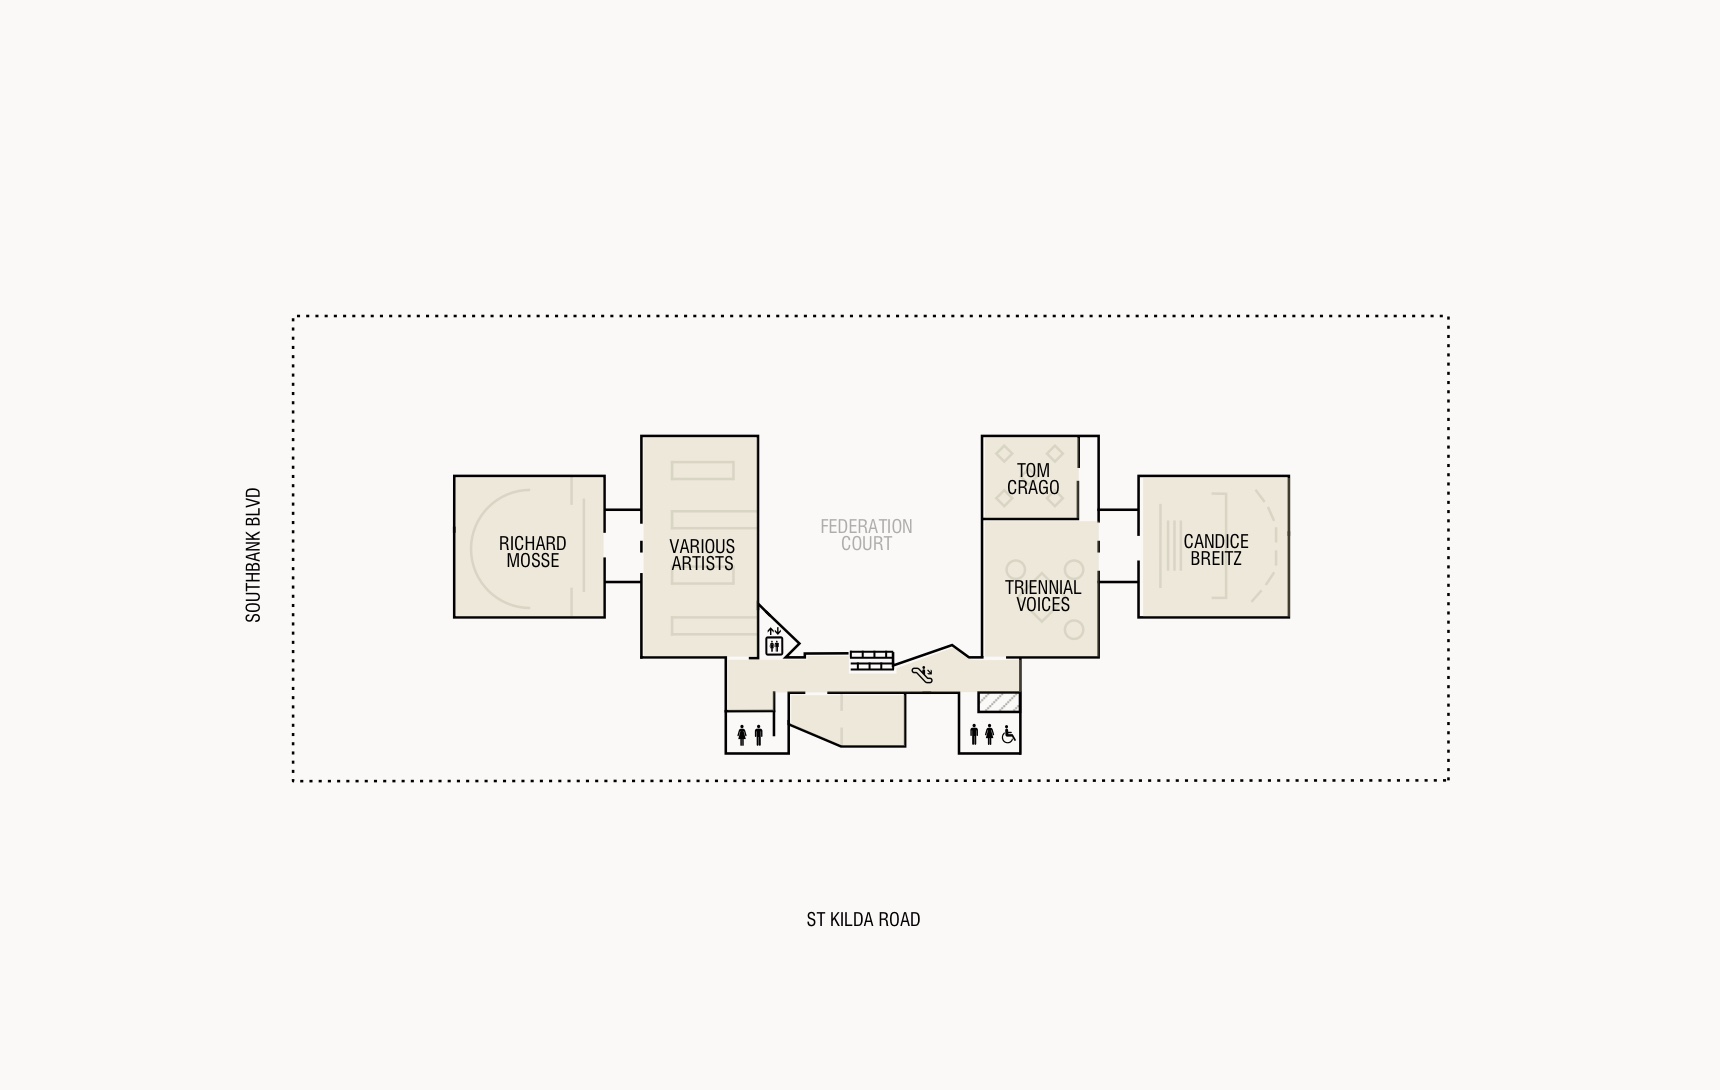 TOM
CRAGO
FEDERATION
COURT
RICHARD
MOSSE
VARIOUS
ARTISTS
CANDICE
BREITZ
TRIENNIAL
VOICES
SOUTHBANK BLVD
ST KILDA ROAD